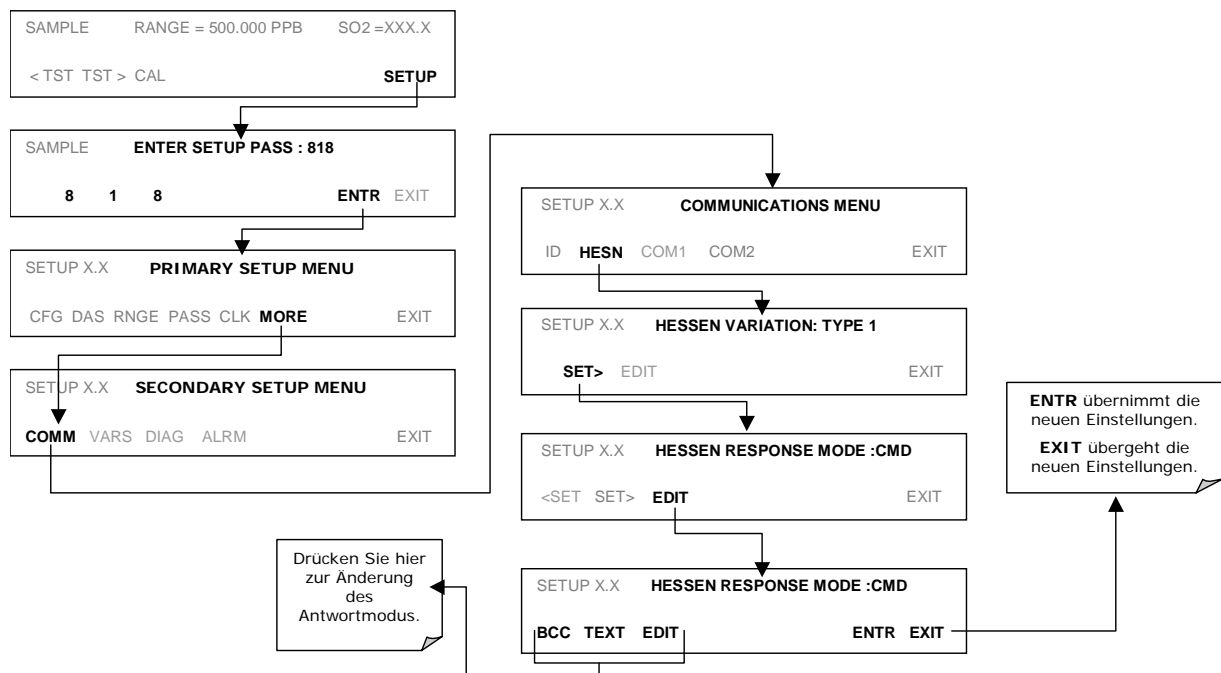 SAMPLE RANGE = 500.000 PPB SO2 =XXX.X
< TST TST > CAL SETUP
SAMPLE ENTER SETUP PASS : 818
8 1 8 ENTR EXIT
SETUP X.X PRIMARY SETUP MENU
CFG DAS RNGE PASS CLK MORE EXIT
SETUP X.X SECONDARY SETUP MENU
COMM VARS DIAG ALRM EXIT
SETUP X.X COMMUNICATIONS MENU
ID HESN COM1 COM2 EXIT
SETUP X.X HESSEN VARIATION: TYPE 1
SET> EDIT EXIT
SETUP X.X HESSEN RESPONSE MODE :CMD
<SET SET> EDIT EXIT
SETUP X.X HESSEN RESPONSE MODE :CMD
BCC TEXT EDIT ENTR EXIT
ENTR übernimmt die
neuen Einstellungen.
EXIT übergeht die
neuen Einstellungen.
Drücken Sie hier
zur Änderung
des
Antwortmodus.